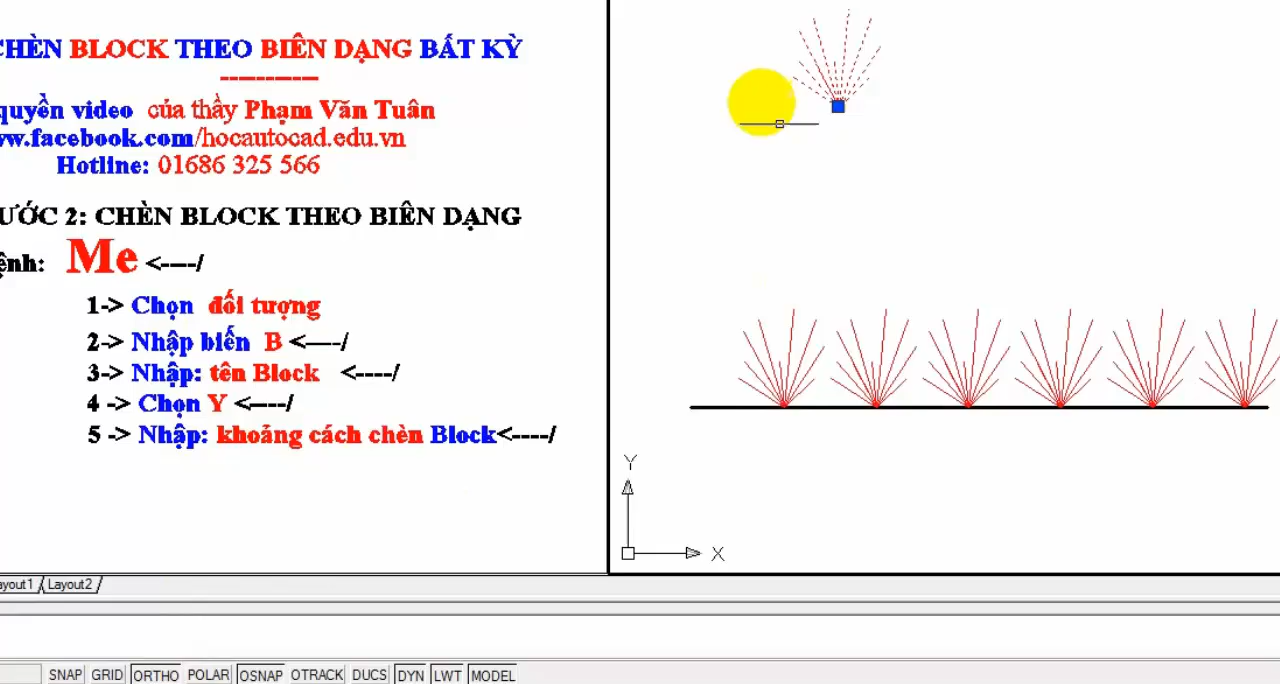 CHÈN BLOCK THEO BIÊN DẠNG BẤT KỲ
------------
quyền video của thầy Phạm Văn Tuân
ww.facebook.com/hocautocad.edu.vn
Hotline: 01686 325 566
ƯỚC 2: CHÈN BLOCK THEO BIÊN DẠNG
ệnh: Me <----/
1-> Chọn đối tượng
2-> Nhập biến B <----/
3-> Nhập: tên Block <----/
4 -> Chọn Y <----/
5 -> Nhập: khoảng cách chèn Block<----/
Y
X
ayout1 Layout2
SNAP GRID ORTHO POLAR OSNAP OTRACK DUCS DYN LWT MODEL